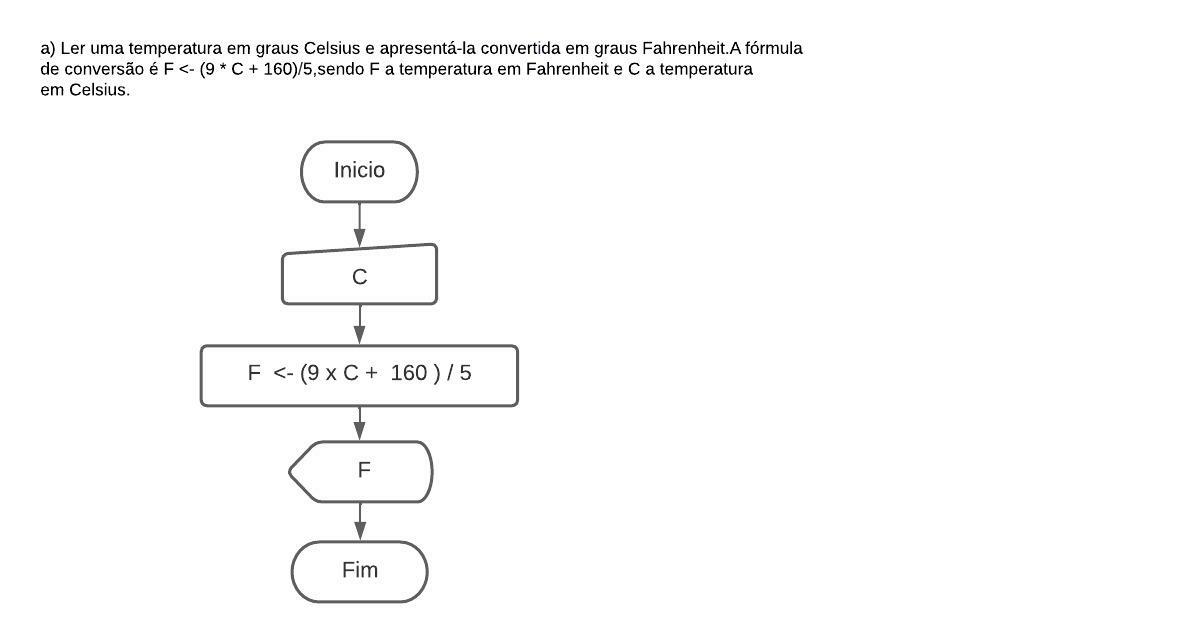 a) Ler uma temperatura em graus Celsius e apresentá-la convertida em graus Fahrenheit.A fórmula
de conversão é F <- (9 * C + 160)/5,sendo F a temperatura em Fahrenheit e C a temperatura
em Celsius.
Inicio
C
F <- (9 x C + 160 ) / 5
F
Fim